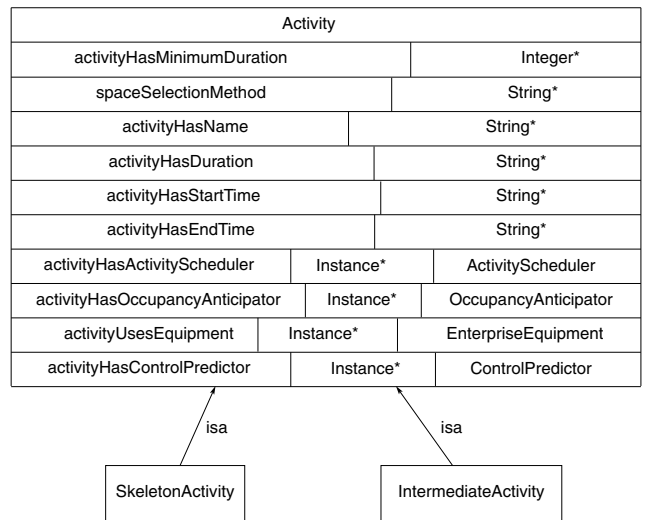 Activity
activityHasMinimumDuration Integer*
spaceSelectionMethod String*
activityHasName String*
activityHasDuration String*
activityHasStartTime String*
activityHasEndTime String*
activityHasActivityScheduler Instance* ActivityScheduler
activityHasOccupancyAnticipator Instance* OccupancyAnticipator
activityUsesEquipment Instance* EnterpriseEquipment
activityHasControlPredictor Instance* ControlPredictor
isa isa
SkeletonActivity IntermediateActivity